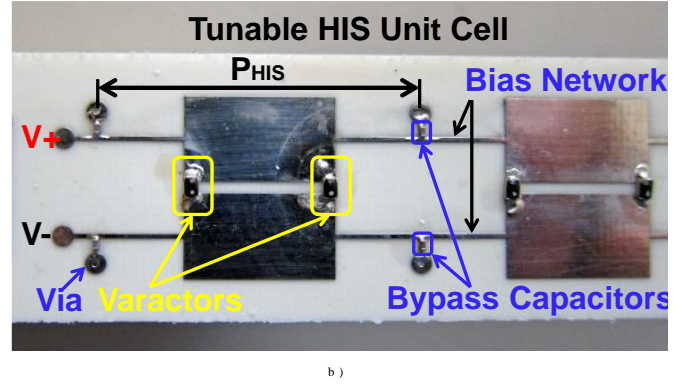 Tunable HIS Unit Cell
PHIS
Bias Network
V+
V-
Via
Varactors
Bypass Capacitors
b )